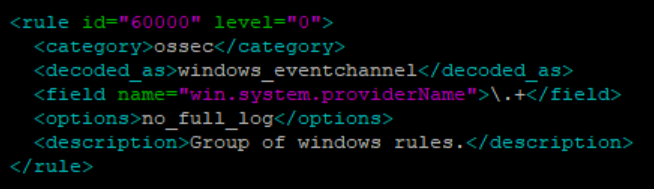 <rule id="60000" level="0">
  <category>ossec</category>
  <decoded_as>windows_eventchannel</decoded_as>
  <field name="win.system.providerName">\.+</field>
  <options>no_full_log</options>
  <description>Group of windows rules.</description>
</rule>